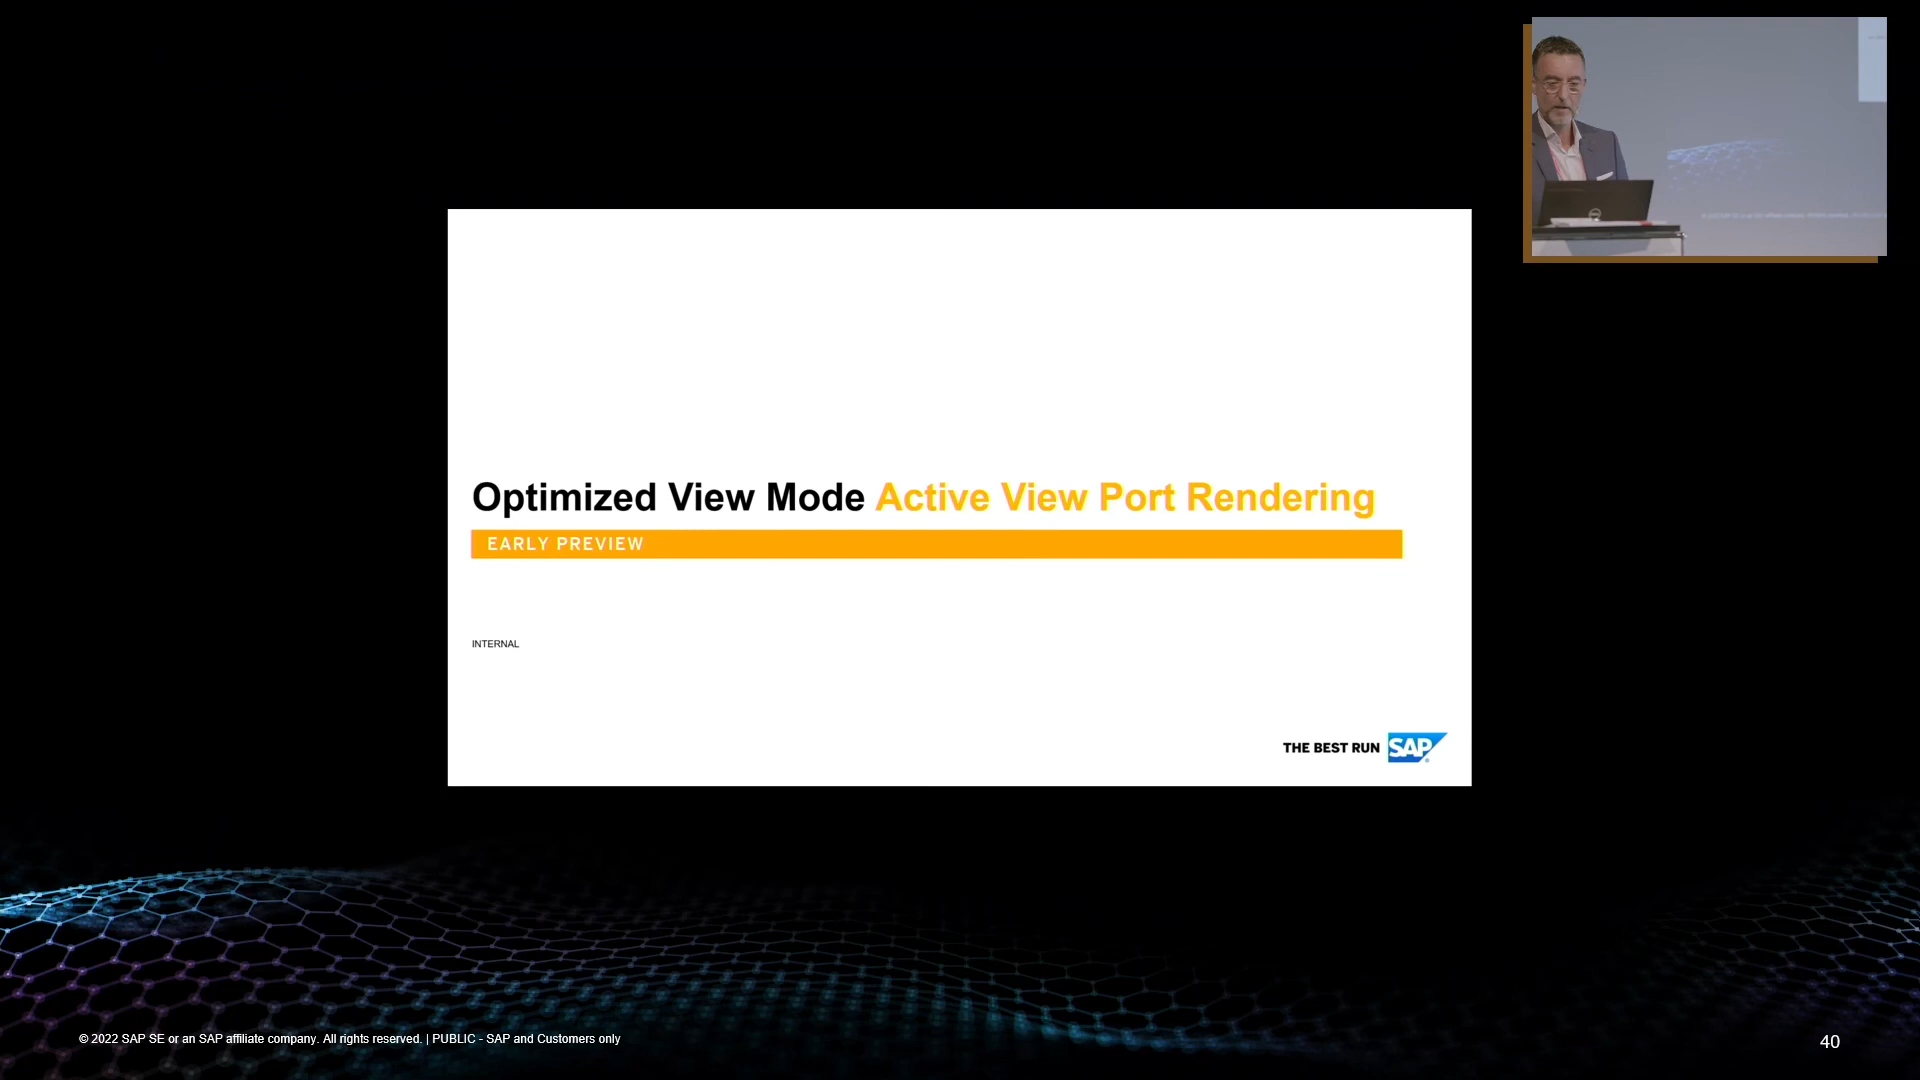 Optimized View Mode Active View Port Rendering
EARLY PREVIEW
INTERNAL
THE BEST RUN SAP
© 2022 SAP SE or an SAP affiliate company. All rights reserved. | PUBLIC - SAP and Customers only
40